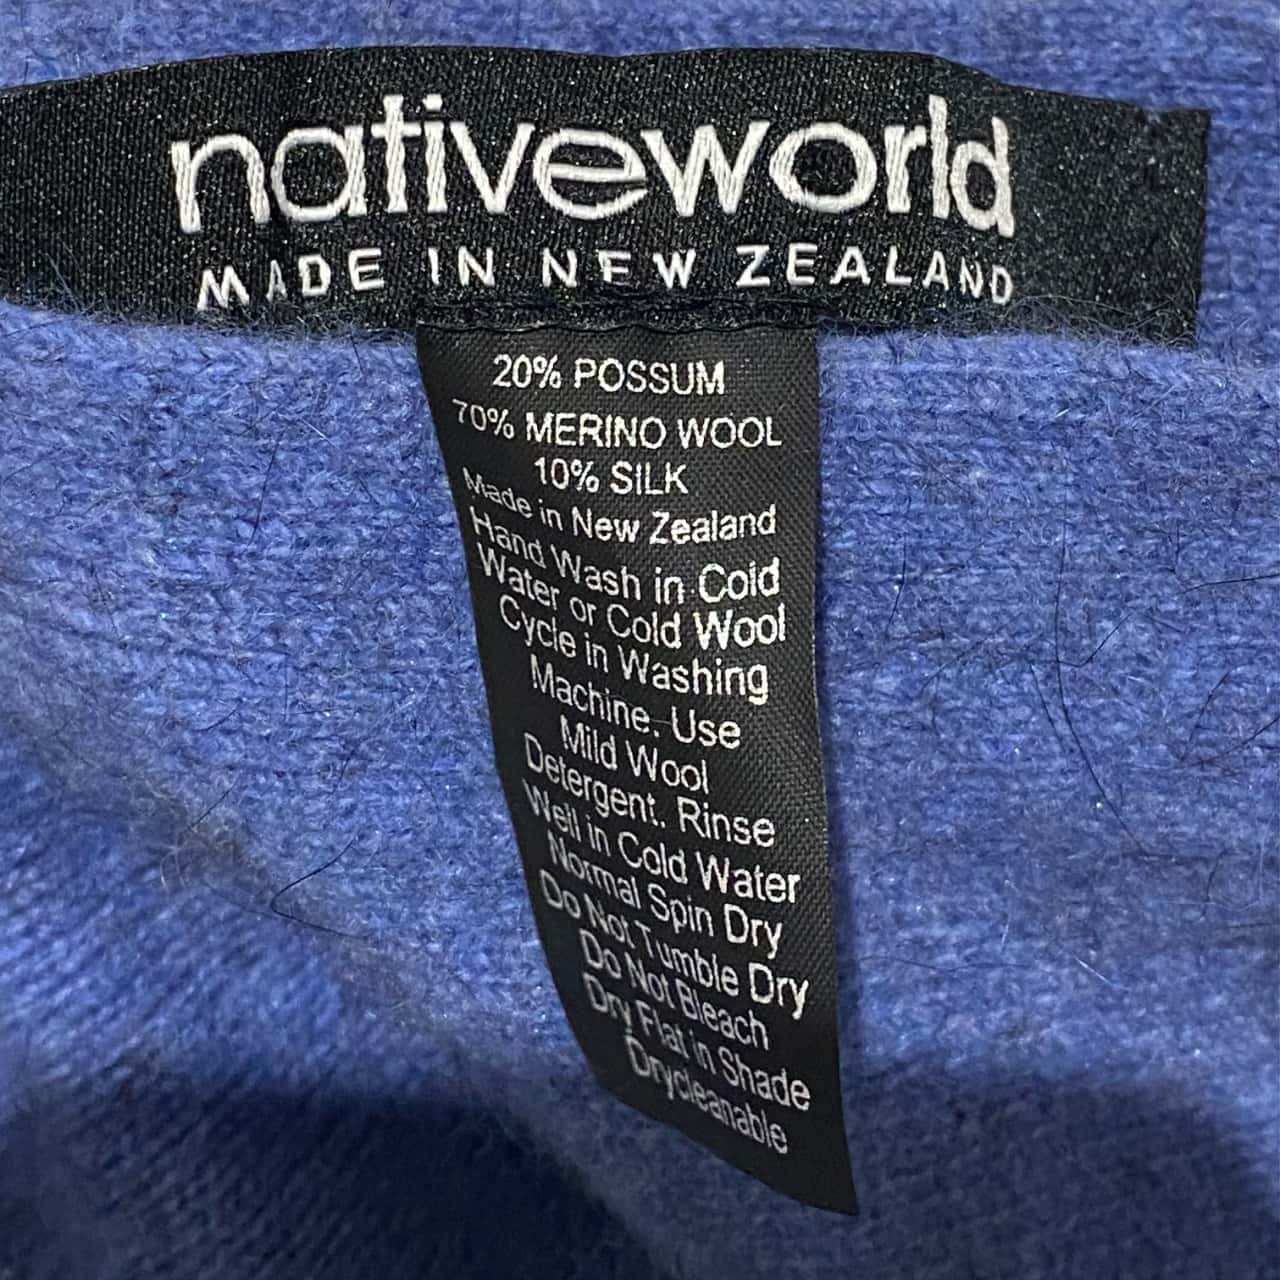 nativeworld
MADE IN NEW ZEALAND
20% POSSUM
70% MERINO WOOL
10% SILK
Made in New Zealand
Hand Wash in Cold
Water or Cold Wool
Cycle in Washing
Machine. Use
Mild Wool
Detergent. Rinse
Well in Cold Water
Normal Spin Dry
Do Not Tumble Dry
Do Not Bleach
Dry Flat in Shade
Drycleanable